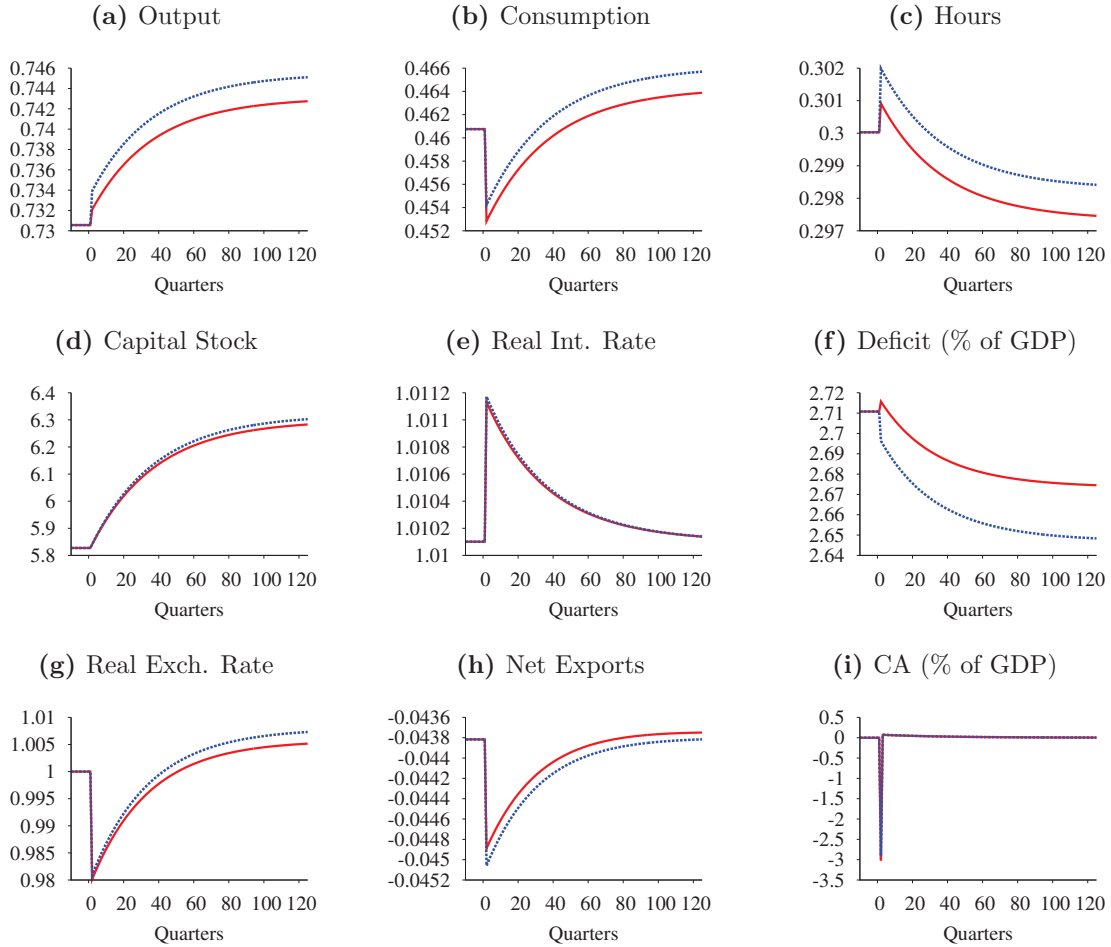 (a) Output
0.746
0.744
0.742
0.74
0.738
0.736
0.734
0.732
0.73
0 20 40 60 80 100 120
Quarters
(b) Consumption
0.466
0.464
0.462
0.46
0.458
0.456
0.454
0.452
0 20 40 60 80 100 120
Quarters
(c) Hours
0.302
0.301
0.3
0.299
0.298
0.297
0 20 40 60 80 100 120
Quarters
(d) Capital Stock
6.4
6.3
6.2
6.1
6
5.9
5.8
0 20 40 60 80 100 120
Quarters
(e) Real Int. Rate
1.0112
1.011
1.0108
1.0106
1.0104
1.0102
1.01
0 20 40 60 80 100 120
Quarters
(f) Deficit (% of GDP)
2.72
2.71
2.7
2.69
2.68
2.67
2.66
2.65
2.64
0 20 40 60 80 100 120
Quarters
(g) Real Exch. Rate
1.01
1.005
1
0.995
0.99
0.985
0.98
0 20 40 60 80 100 120
Quarters
(h) Net Exports
-0.0436
-0.0438
-0.044
-0.0442
-0.0444
-0.0446
-0.0448
-0.045
-0.0452
0 20 40 60 80 100 120
Quarters
(i) CA (% of GDP)
0.5
0
-0.5
-1
-1.5
-2
-2.5
-3
-3.5
0 20 40 60 80 100 120
Quarters